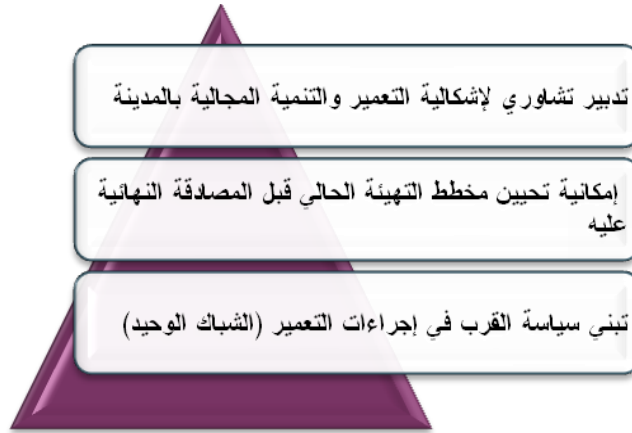 تدبير تشاوري لإشكالية التعمير والتنمية المجالية بالمدينة
إمكانية تحيين مخطط التهيئة الحالي قبل المصادقة النهائية
عليه
تبني سياسة القرب في إجراءات التعمير (الشباك الوحيد)